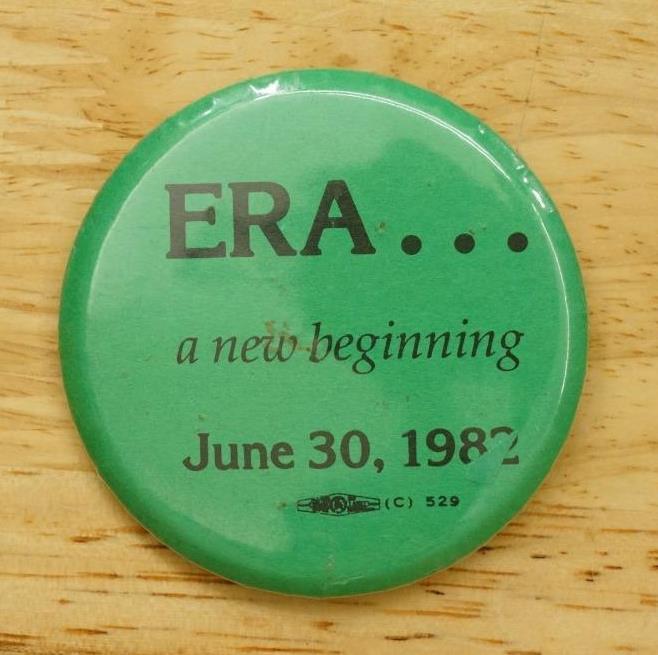 ERA...
a new beginning
June 30, 1982
(C) 529